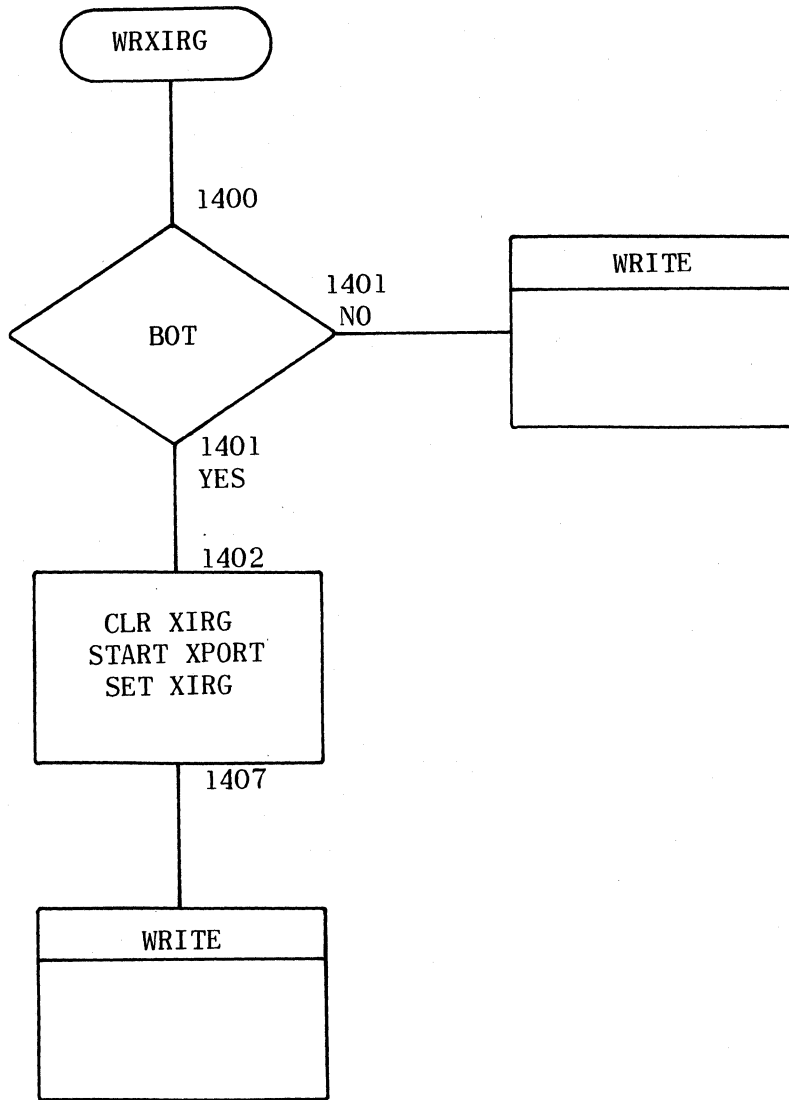 WRXIRG
1400
BOT
1401
NO
WRITE
1401
YES
1402
CLR XIRG
START XPORT
SET XIRG
1407
WRITE